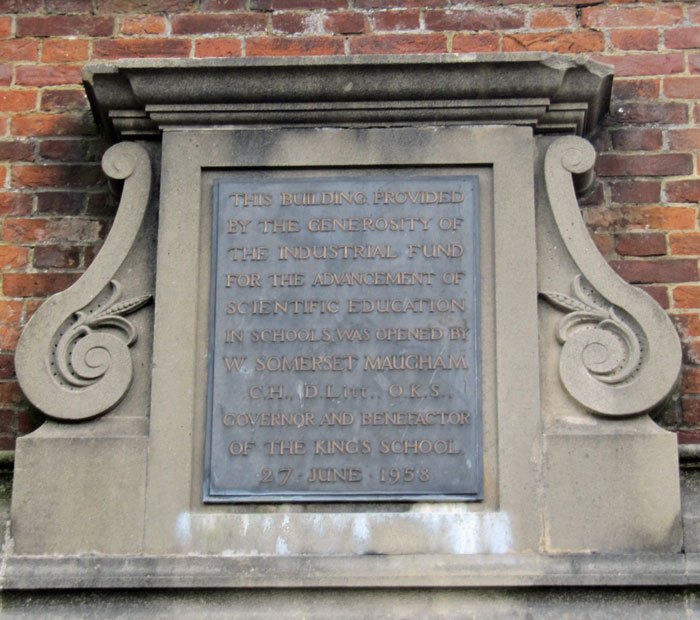 THIS BUILDING, PROVIDED
BY THE GENEROSITY OF
THE INDUSTRIAL FUND
FOR THE ADVANCEMENT OF
SCIENTIFIC EDUCATION
IN SCHOOLS, WAS OPENED BY
W. SOMERSET MAUGHAM
C.H., D.Litt., O.K.S.,
GOVERNOR AND BENEFACTOR
OF THE KING'S SCHOOL
27 · JUNE · 1958